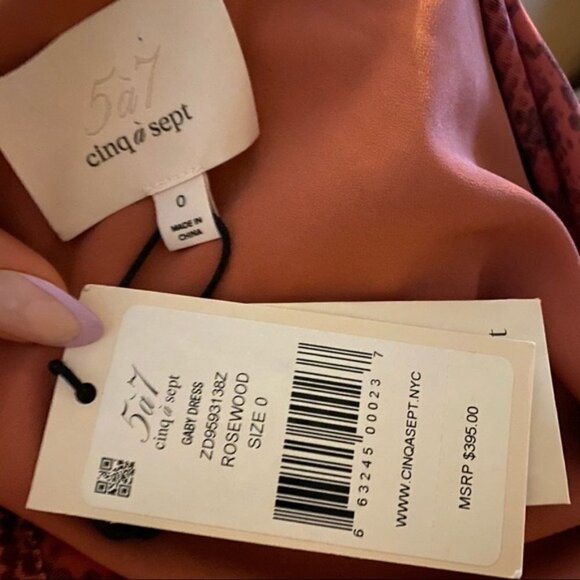 5à7
cinq à sept
0
MADE IN
CHINA
5à7
cinq à sept
GABY DRESS
ZD9593138Z
ROSEWOOD
SIZE 0
6 63245 00023 7
WWW.CINQASEPT.NYC
MSRP $395.00
t